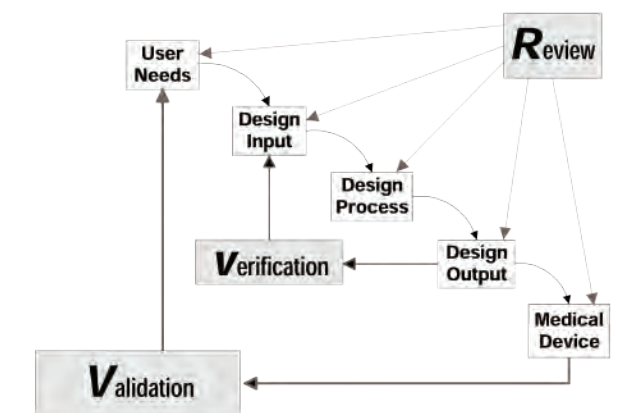 Review
User
Needs
Design
Input
Design
Process
Verification
Design
Output
Medical
Device
Validation